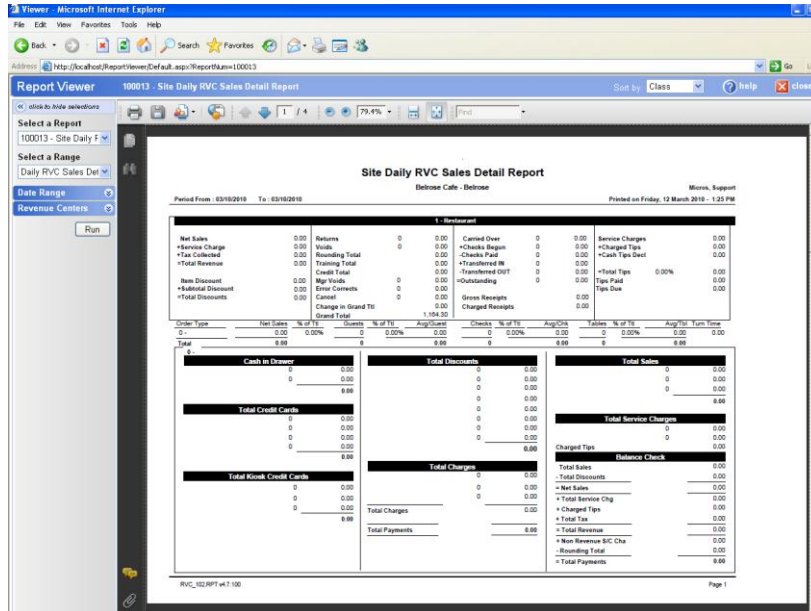 Viewer - Microsoft Internet Explorer
File Edit View Favorites Tools Help
Back Search Favorites
Address http://localhost/ReportViewer/Default.aspx?ReportNum=100013 Go
Report Viewer 100013 - Site Daily RVC Sales Detail Report Sort by Class help close
click to hide selections
1 / 4 79.4% Find
Select a Report
100013 - Site Daily F
Select a Range
Daily RVC Sales Det
Date Range
Revenue Centers
Run
Site Daily RVC Sales Detail Report
Belrose Cafe - Belrose
Micros, Support
Period From : 03/10/2010 To : 03/10/2010
Printed on Friday, 12 March 2010 - 1:25 PM
1 - Restaurant
Net Sales 0.00 Returns 0 0.00 Carried Over 0 0.00 Service Charges 0.00
+Service Charge 0.00 Voids 0 0.00 +Checks Begun 0 0.00 +Charged Tips 0.00
+Tax Collected 0.00 Rounding Total 0.00 -Checks Paid 0 0.00 +Cash Tips Decl 0.00
=Total Revenue 0.00 Training Total 0.00 +Transferred IN 0 0.00
Credit Total 0.00 -Transferred OUT 0 0.00 =Total Tips 0.00% 0.00
Item Discount 0.00 Mgr Voids 0 0.00 =Outstanding 0 0.00 Tips Paid 0.00
+Subtotal Discount 0.00 Error Corrects 0 0.00 Tips Due 0.00
=Total Discounts 0.00 Cancel 0 0.00 Gross Receipts 0.00
Change in Grand Ttl 0.00 Charged Receipts 0.00
Grand Total 1,164.30
Order Type Net Sales % of Ttl Guests % of Ttl Avg/Guest Checks % of Ttl Avg/Chk Tables % of Ttl Avg/Tbl Turn Time
0 - 0.00 0.00% 0 0.00% 0.00 0 0.00% 0.00 0 0.00% 0.00 0.00
Total 0.00 0 0.00 0 0.00 0 0.00
0 -
Cash in Drawer
0 0.00
0 0.00
0.00
Total Credit Cards
0 0.00
0 0.00
0 0.00
0 0.00
0.00
Total Kiosk Credit Cards
0 0.00
0 0.00
0 0.00
0.00
Total Discounts
0 0.00
0 0.00
0 0.00
0 0.00
0 0.00
0 0.00
0 0.00
0.00
Total Charges
0 0.00
0 0.00
0 0.00
Total Charges 0.00
Total Payments 0.00
Total Sales
0 0.00
0 0.00
0 0.00
0.00
Total Service Charges
0 0.00
0 0.00
Charged Tips 0.00
Balance Check
Total Sales 0.00
- Total Discounts 0.00
= Net Sales 0.00
+ Total Service Chg 0.00
+ Charged Tips 0.00
+ Total Tax 0.00
= Total Revenue 0.00
+ Non Revenue S/C Cha 0.00
- Rounding Total 0.00
= Total Payments 0.00
RVC_102.RPT v4.7.100
Page 1